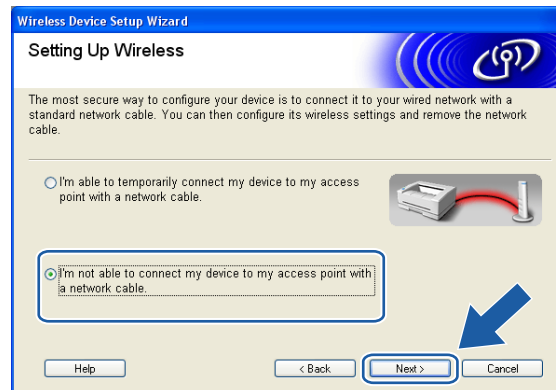 Wireless Device Setup Wizard
Setting Up Wireless
The most secure way to configure your device is to connect it to your wired network with a
standard network cable. You can then configure its wireless settings and remove the network
cable.
I'm able to temporarily connect my device to my access
point with a network cable.
I'm not able to connect my device to my access point with
a network cable.
Help
< Back
Next >
Cancel